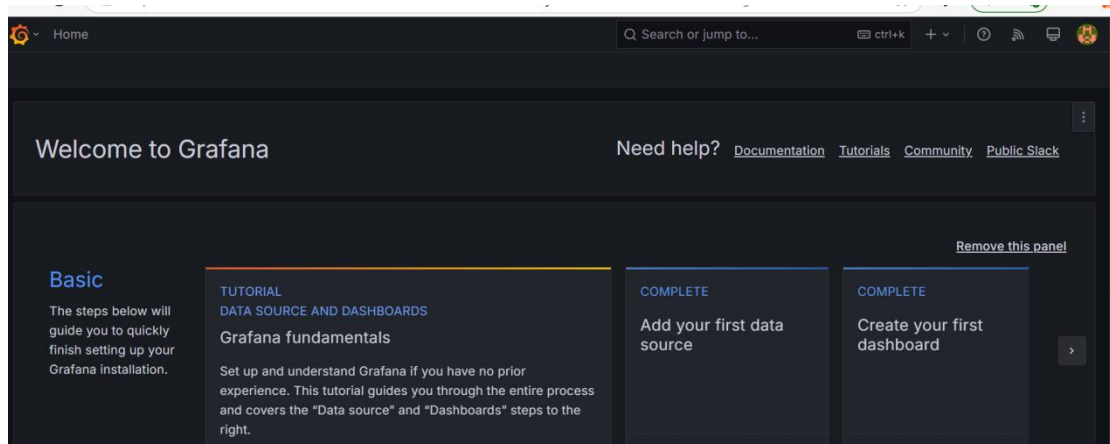 Home
Search or jump to...
ctrl+k
Welcome to Grafana
Need help?
Documentation
Tutorials
Community
Public Slack
Remove this panel
Basic
The steps below will
guide you to quickly
finish setting up your
Grafana installation.
TUTORIAL
DATA SOURCE AND DASHBOARDS
Grafana fundamentals
Set up and understand Grafana if you have no prior
experience. This tutorial guides you through the entire process
and covers the “Data source” and “Dashboards” steps to the
right.
COMPLETE
Add your first data
source
COMPLETE
Create your first
dashboard